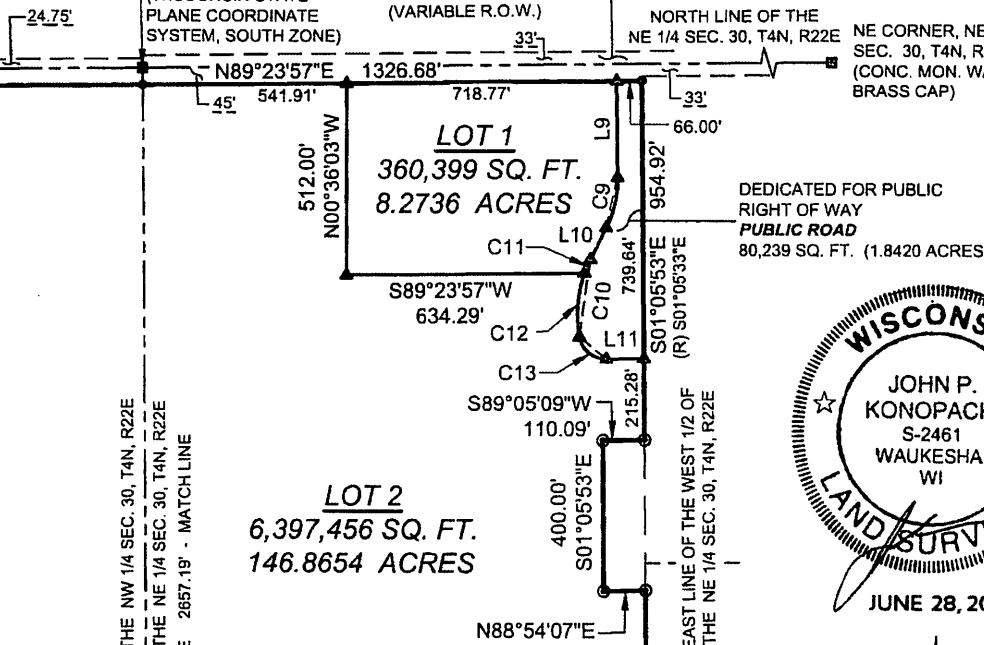 24.75'
PLANE COORDINATE
SYSTEM, SOUTH ZONE)
(VARIABLE R.O.W.)
33'
NORTH LINE OF THE
NE 1/4 SEC. 30, T4N, R22E
NE CORNER, NE
SEC. 30, T4N, R
(CONC. MON. W/
BRASS CAP)
N89°23'57"E 1326.68'
45'
541.91'
718.77'
33'
66.00'
LOT 1
360,399 SQ. FT.
8.2736 ACRES
512.00'
N00°36'03"W
L9
C9
954.92'
DEDICATED FOR PUBLIC
RIGHT OF WAY
PUBLIC ROAD
80,239 SQ. FT. (1.8420 ACRES
L10
C11
739.64'
S01°05'53"E
(R) S01°05'33"E
S89°23'57"W
634.29'
C10
C12
L11
C13
215.28'
S89°05'09"W
110.09'
400.00'
S01°05'53"E
LOT 2
6,397,456 SQ. FT.
146.8654 ACRES
N88°54'07"E
THE NW 1/4 SEC. 30, T4N, R22E
THE NE 1/4 SEC. 30, T4N, R22E
2657.19' - MATCH LINE
EAST LINE OF THE WEST 1/2 OF
THE NE 1/4 SEC. 30, T4N, R22E
WISCONS
JOHN P.
KONOPACK
S-2461
WAUKESHA
WI
LAND SURV
JUNE 28, 20